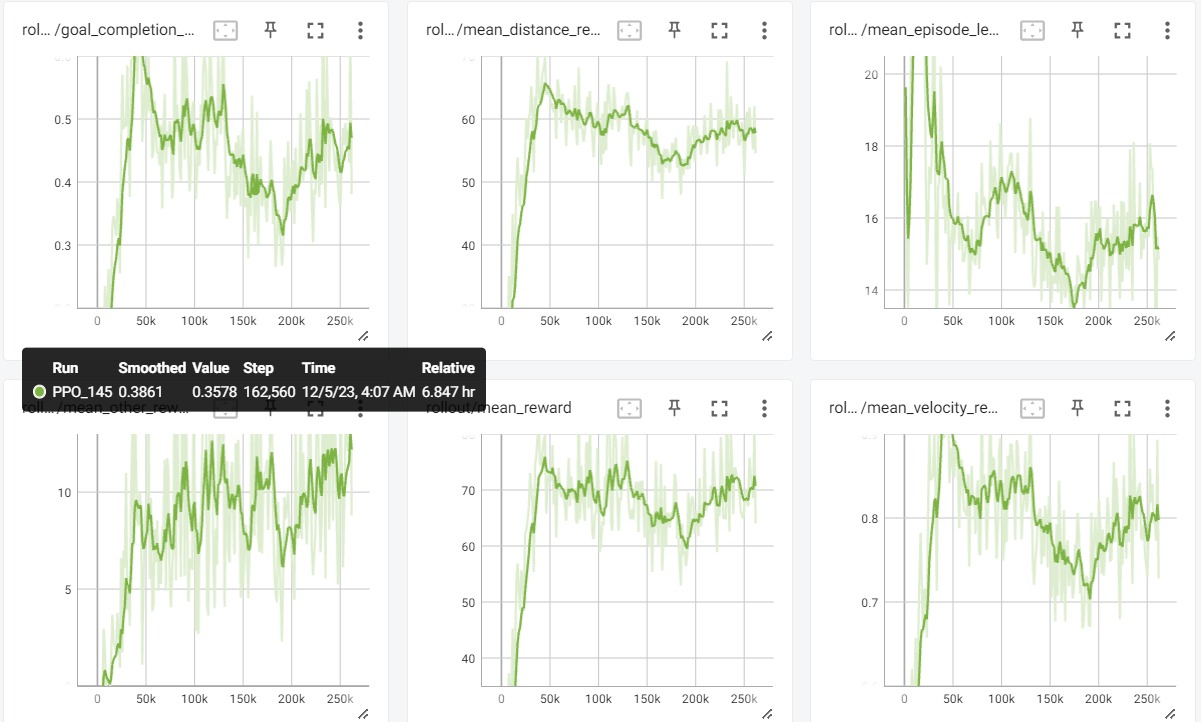 rol... /goal_completion_...
0.5
0.4
0.3
0 50k 100k 150k 200k 250k
rol... /mean_distance_re...
60
50
40
0 50k 100k 150k 200k 250k
rol... /mean_episode_le...
20
18
16
14
0 50k 100k 150k 200k 250k
Run Smoothed Value Step Time Relative
PPO_145 0.3861 0.3578 162,560 12/5/23, 4:07 AM 6.847 hr
rol... /mean_other_rew...
10
5
0 50k 100k 150k 200k 250k
rollout/mean_reward
70
60
50
40
0 50k 100k 150k 200k 250k
rol... /mean_velocity_re...
0.8
0.7
0 50k 100k 150k 200k 250k